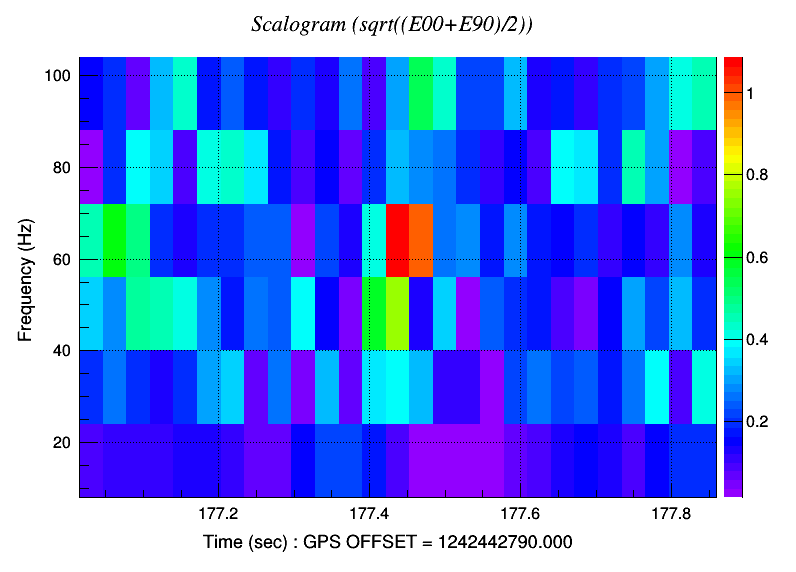 Scalogram (sqrt((E00+E90)/2))
100
80
60
40
20
Frequency (Hz)
1
0.8
0.6
0.4
0.2
177.2 177.4 177.6 177.8
Time (sec) : GPS OFFSET = 1242442790.000